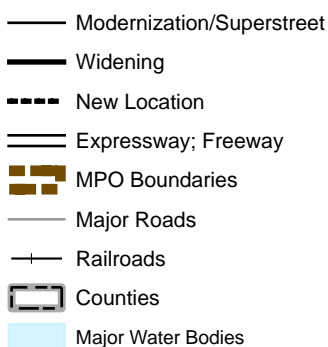 Modernization/Superstreet
Widening
New Location
Expressway; Freeway
MPO Boundaries
Major Roads
Railroads
Counties
Major Water Bodies